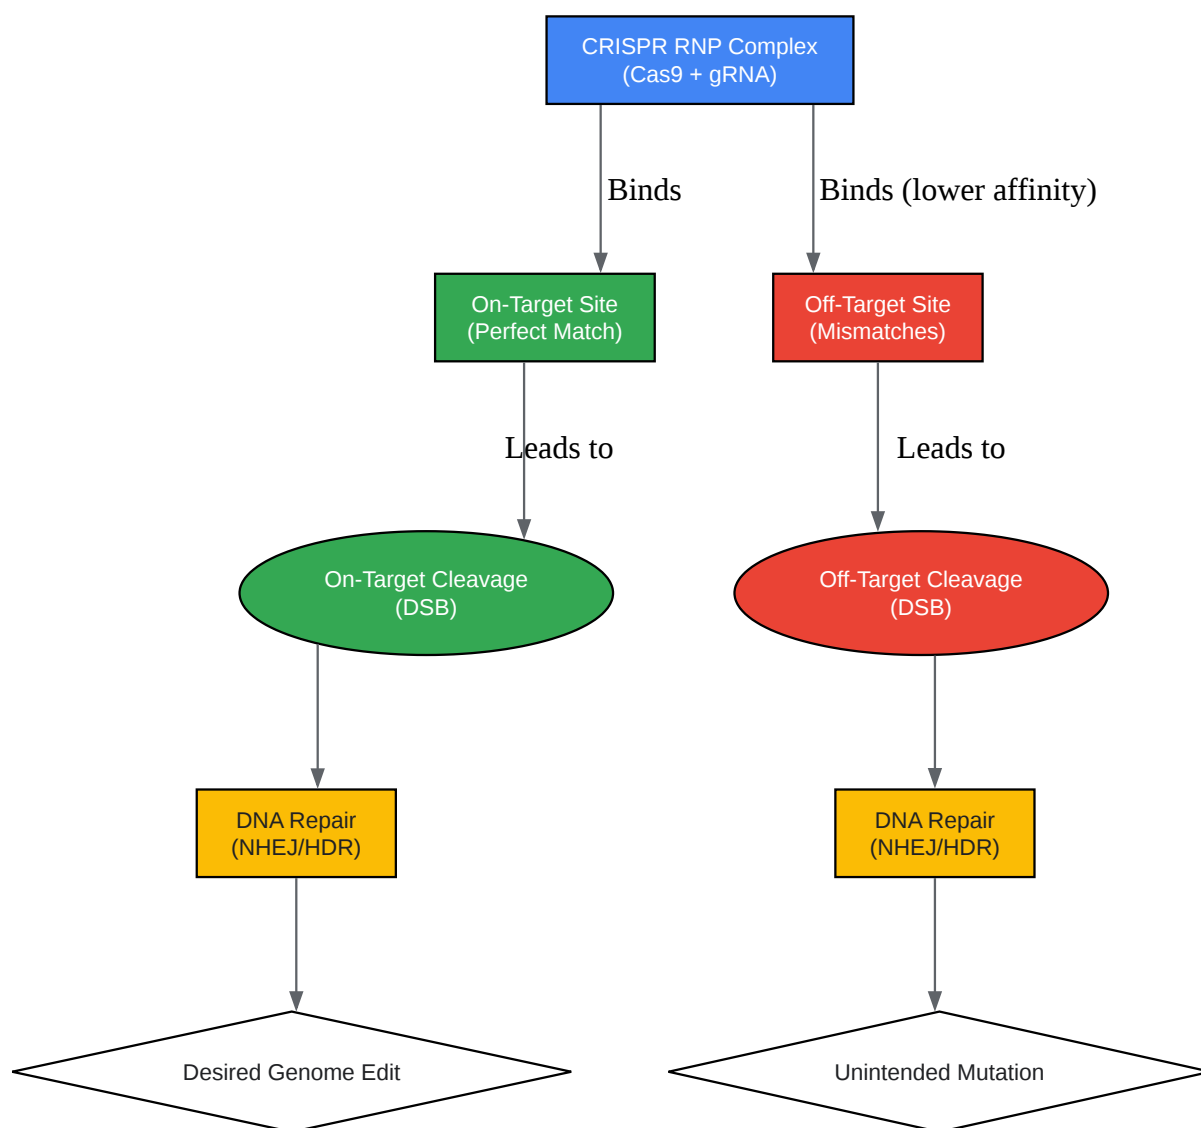 CRISPR RNP Complex
(Cas9 + gRNA)
Binds
Binds (lower affinity)
On-Target Site
(Perfect Match)
Off-Target Site
(Mismatches)
Leads to
Leads to
On-Target Cleavage
(DSB)
Off-Target Cleavage
(DSB)
DNA Repair
(NHEJ/HDR)
DNA Repair
(NHEJ/HDR)
Desired Genome Edit
Unintended Mutation